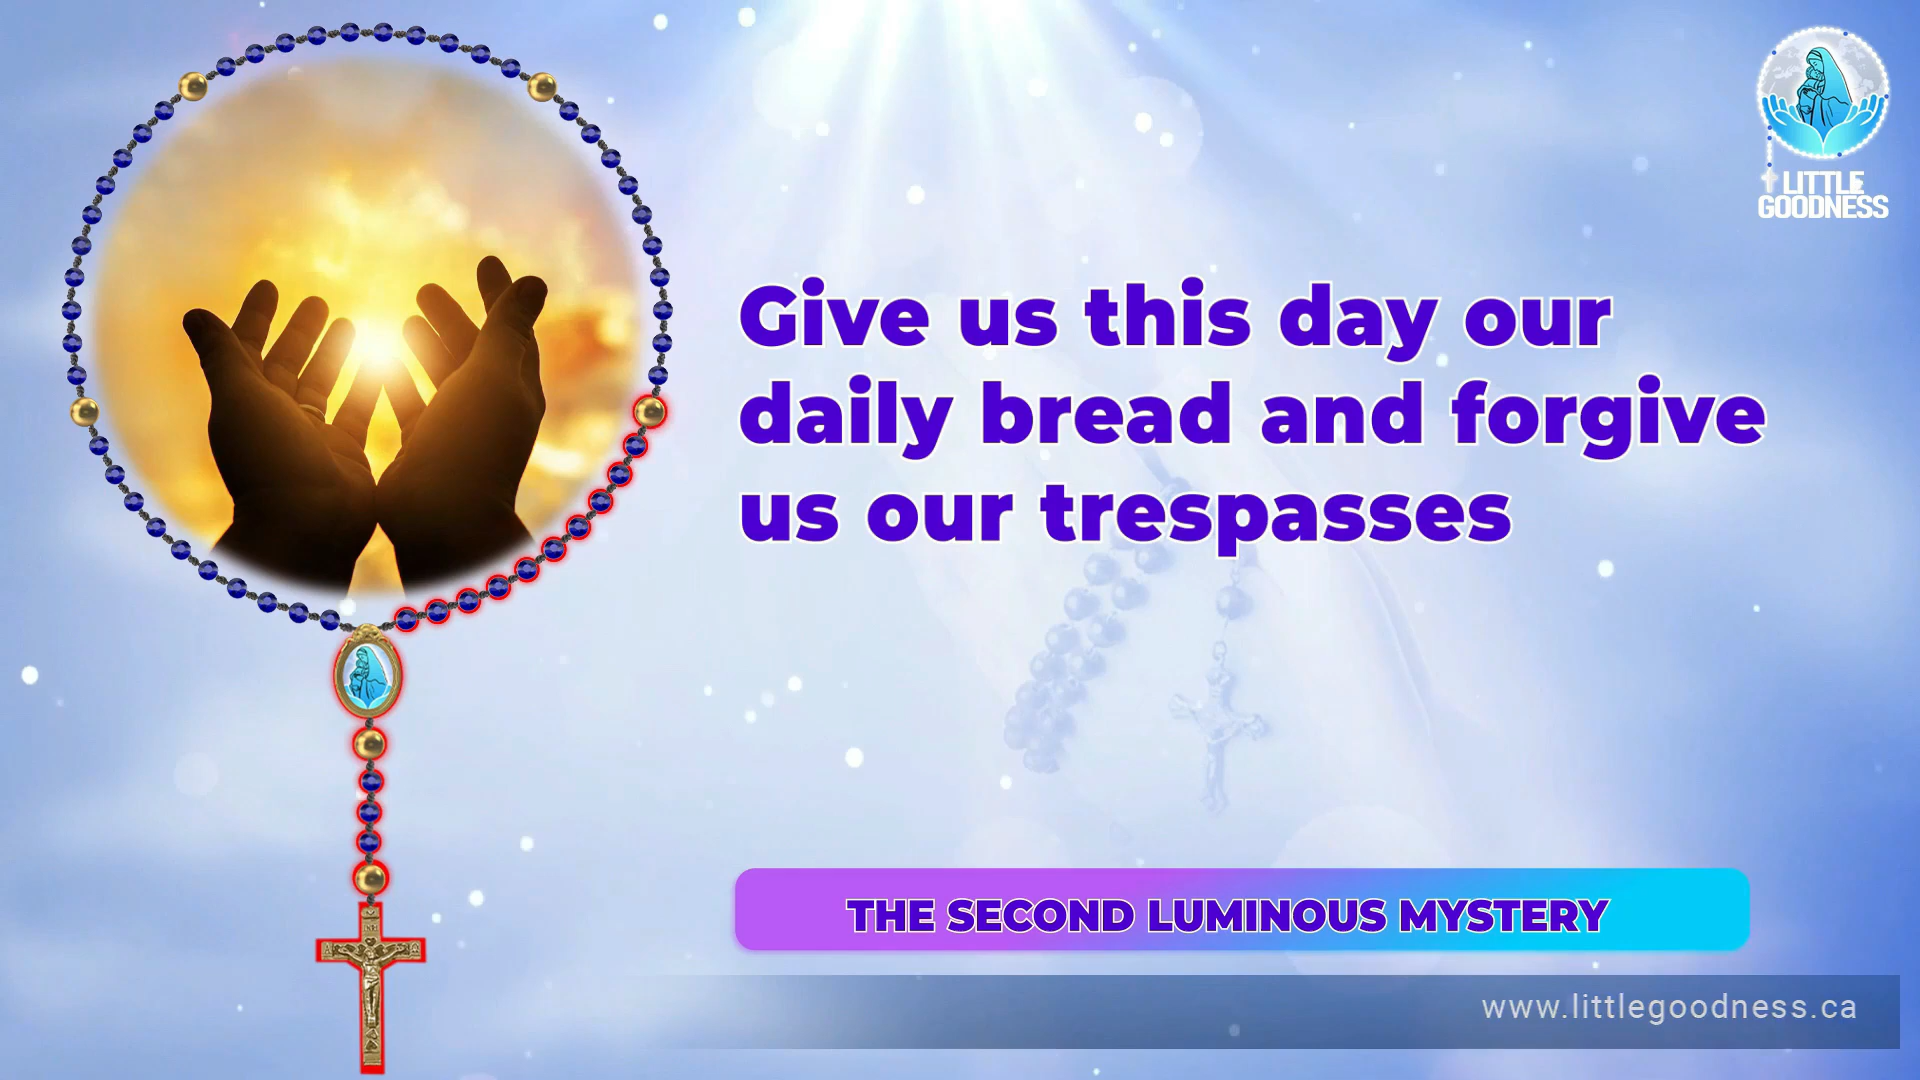 LITTLE
GOODNESS
Give us this day our
daily bread and forgive
us our trespasses
THE SECOND LUMINOUS MYSTERY
www.littlegoodness.ca